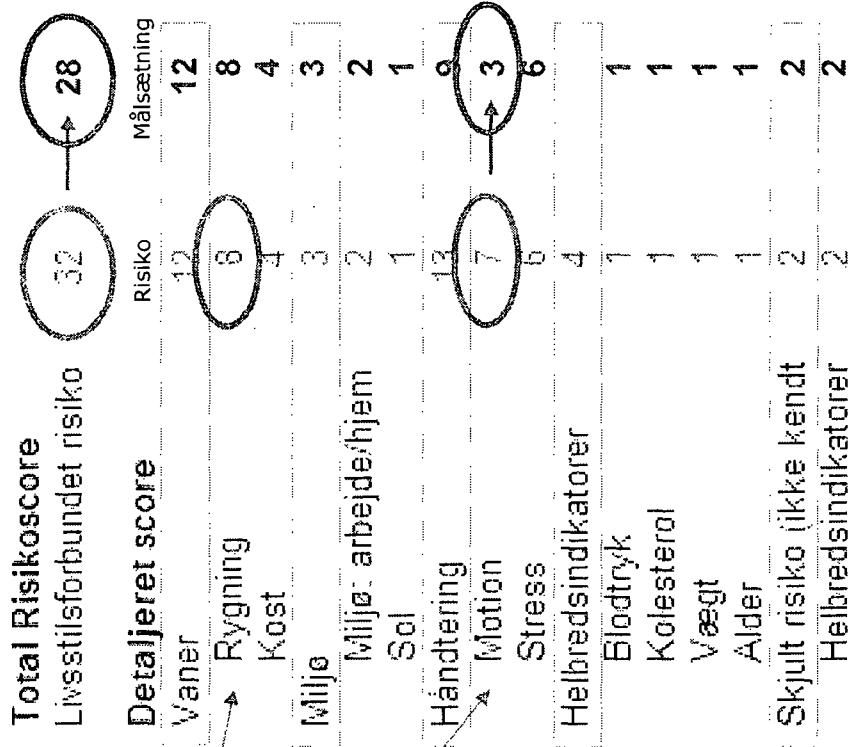 Total Risikoscore
Livsstilsforbundet risiko 32 28
Detaljeret score Risiko Målsætning
Vaner 12 12
Rygning 8 8
Kost 4 4
Miljø 3 3
Miljø: arbejde/hjem 2 2
Sol 1 1
Håndtering 13 9
Motion 7 3
Stress 6 6
Helbredsindikatorer 4
Blodtryk 1 1
Kolesterol 1 1
Vægt 1 1
Alder 1 1
Skjult risiko (ikke kendt 2 2
Helbredsindikatorer 2 2